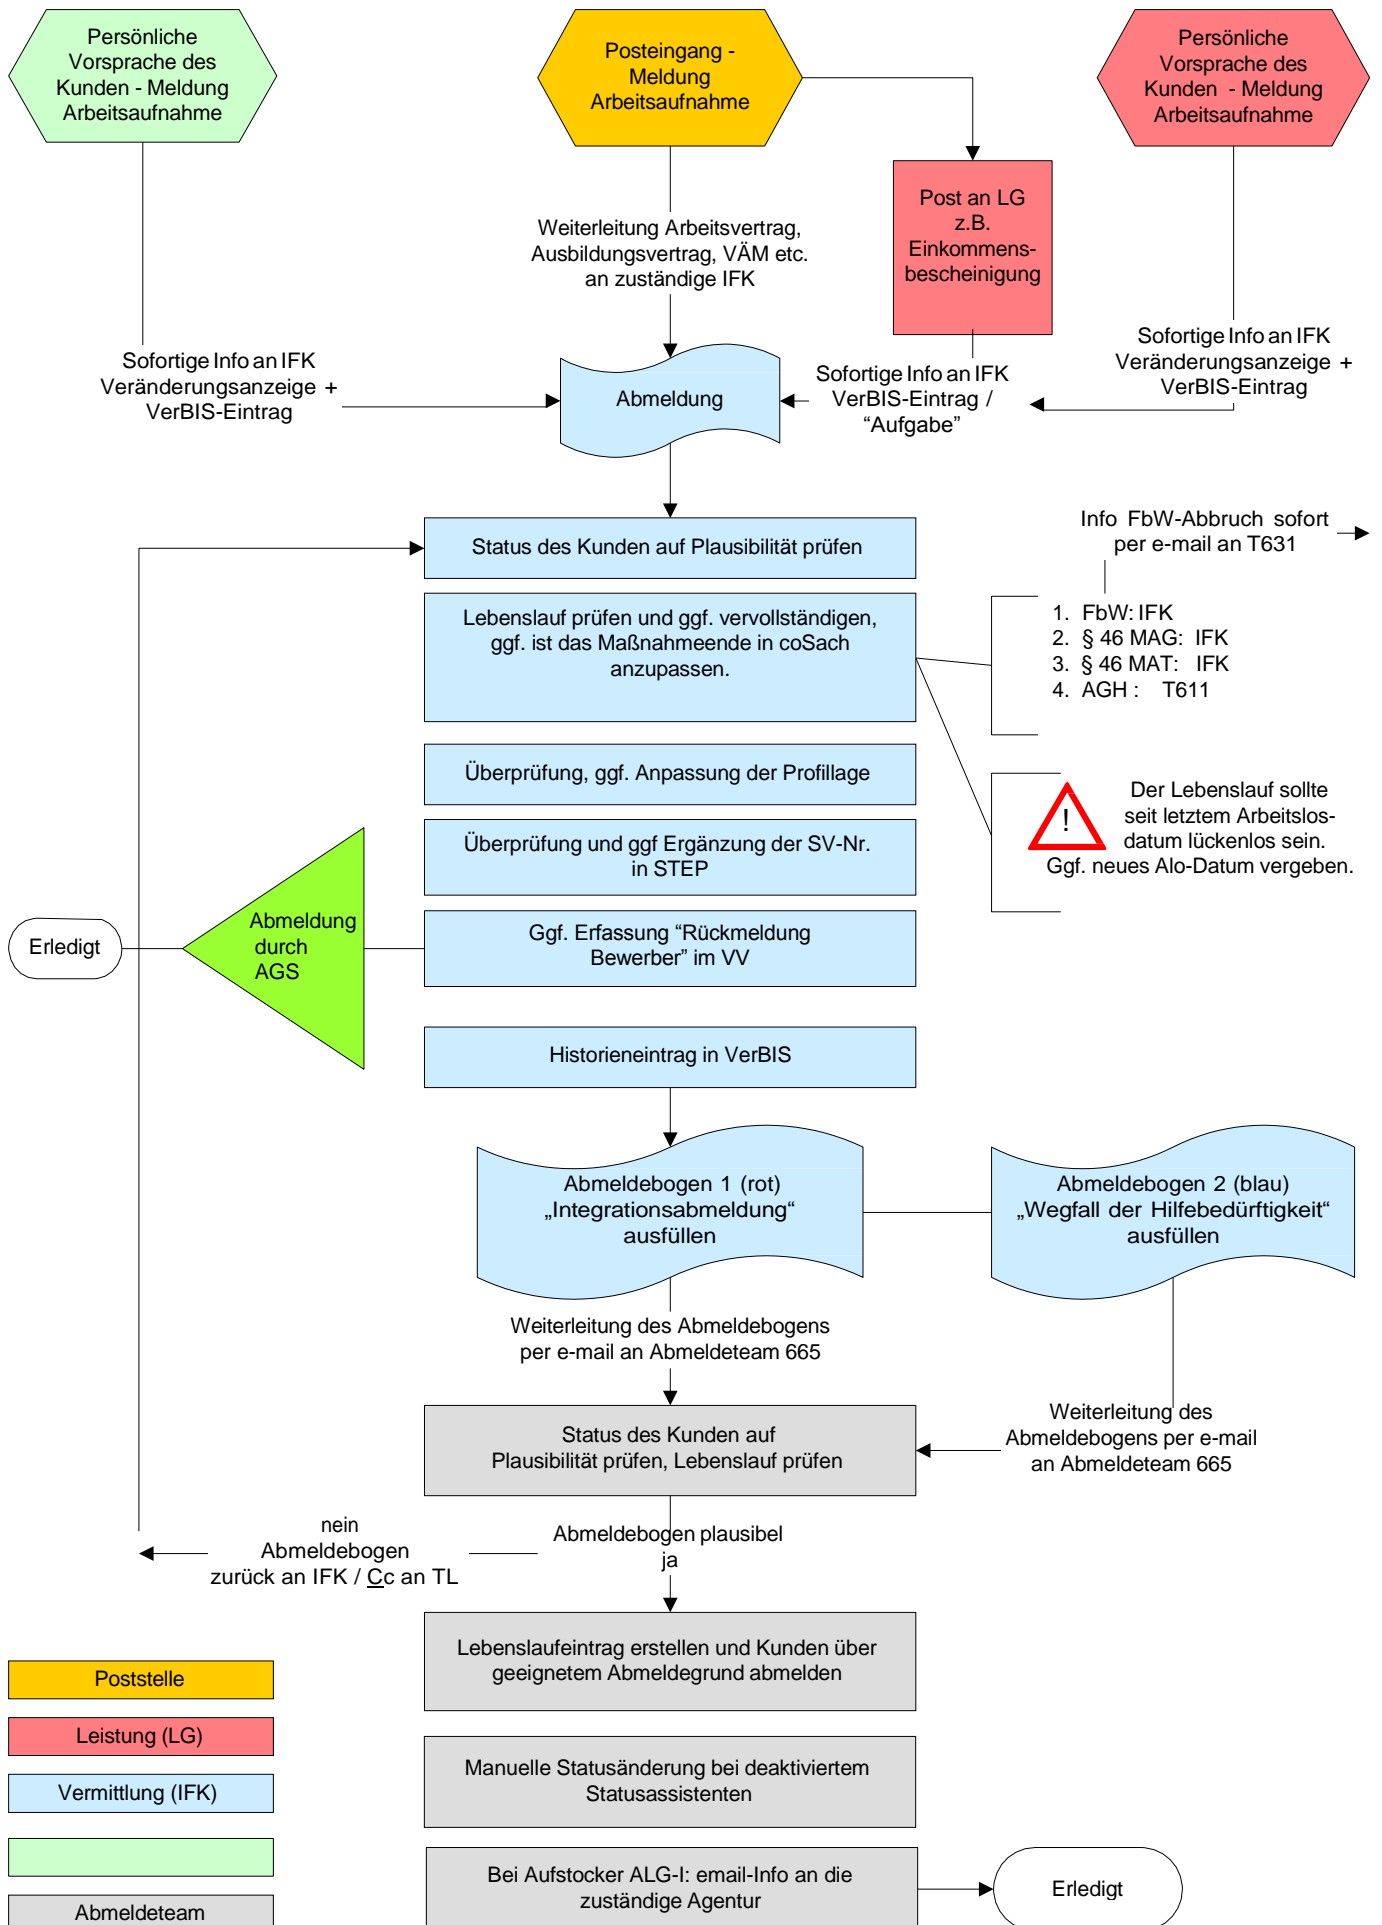 Persönliche
Vorsprache des
Kunden - Meldung
Arbeitsaufnahme
Posteingang -
Meldung
Arbeitsaufnahme
Persönliche
Vorsprache des
Kunden - Meldung
Arbeitsaufnahme
Post an LG
z.B.
Einkommens-
bescheinigung
Weiterleitung Arbeitsvertrag,
Ausbildungsvertrag, VÄM etc.
an zuständige IFK
Sofortige Info an IFK
Veränderungsanzeige +
VerBIS-Eintrag
Abmeldung
Sofortige Info an IFK
VerBIS-Eintrag /
“Aufgabe”
Sofortige Info an IFK
Veränderungsanzeige +
VerBIS-Eintrag
Status des Kunden auf Plausibilität prüfen
Info FbW-Abbruch sofort
per e-mail an T631
Lebenslauf prüfen und ggf. vervollständigen,
ggf. ist das Maßnahmeende in coSach
anzupassen.
1. FbW: IFK
2. § 46 MAG: IFK
3. § 46 MAT: IFK
4. AGH : T611
Überprüfung, ggf. Anpassung der Profillage
!
Der Lebenslauf sollte
seit letztem Arbeitslos-
datum lückenlos sein.
Ggf. neues Alo-Datum vergeben.
Überprüfung und ggf Ergänzung der SV-Nr.
in STEP
Erledigt
Abmeldung
durch
AGS
Ggf. Erfassung “Rückmeldung
Bewerber” im VV
Historieneintrag in VerBIS
Abmeldebogen 1 (rot)
„Integrationsabmeldung“
ausfüllen
Abmeldebogen 2 (blau)
„Wegfall der Hilfebedürftigkeit“
ausfüllen
Weiterleitung des Abmeldebogens
per e-mail an Abmeldeteam 665
Weiterleitung des
Abmeldebogens per e-mail
an Abmeldeteam 665
Status des Kunden auf
Plausibilität prüfen, Lebenslauf prüfen
nein
Abmeldebogen
zurück an IFK / Cc an TL
Abmeldebogen plausibel
ja
Lebenslaufeintrag erstellen und Kunden über
geeignetem Abmeldegrund abmelden
Manuelle Statusänderung bei deaktiviertem
Statusassistenten
Bei Aufstocker ALG-I: email-Info an die
zuständige Agentur
Erledigt
Poststelle
Leistung (LG)
Vermittlung (IFK)
Abmeldeteam